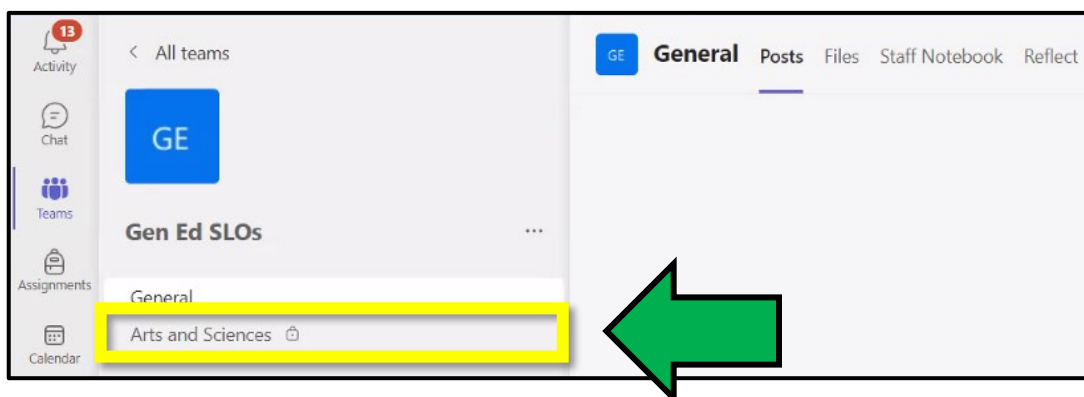 13
Activity
Chat
Teams
Assignments
Calendar
< All teams
GE
Gen Ed SLOs
...
General
Arts and Sciences
GE General Posts Files Staff Notebook Reflect